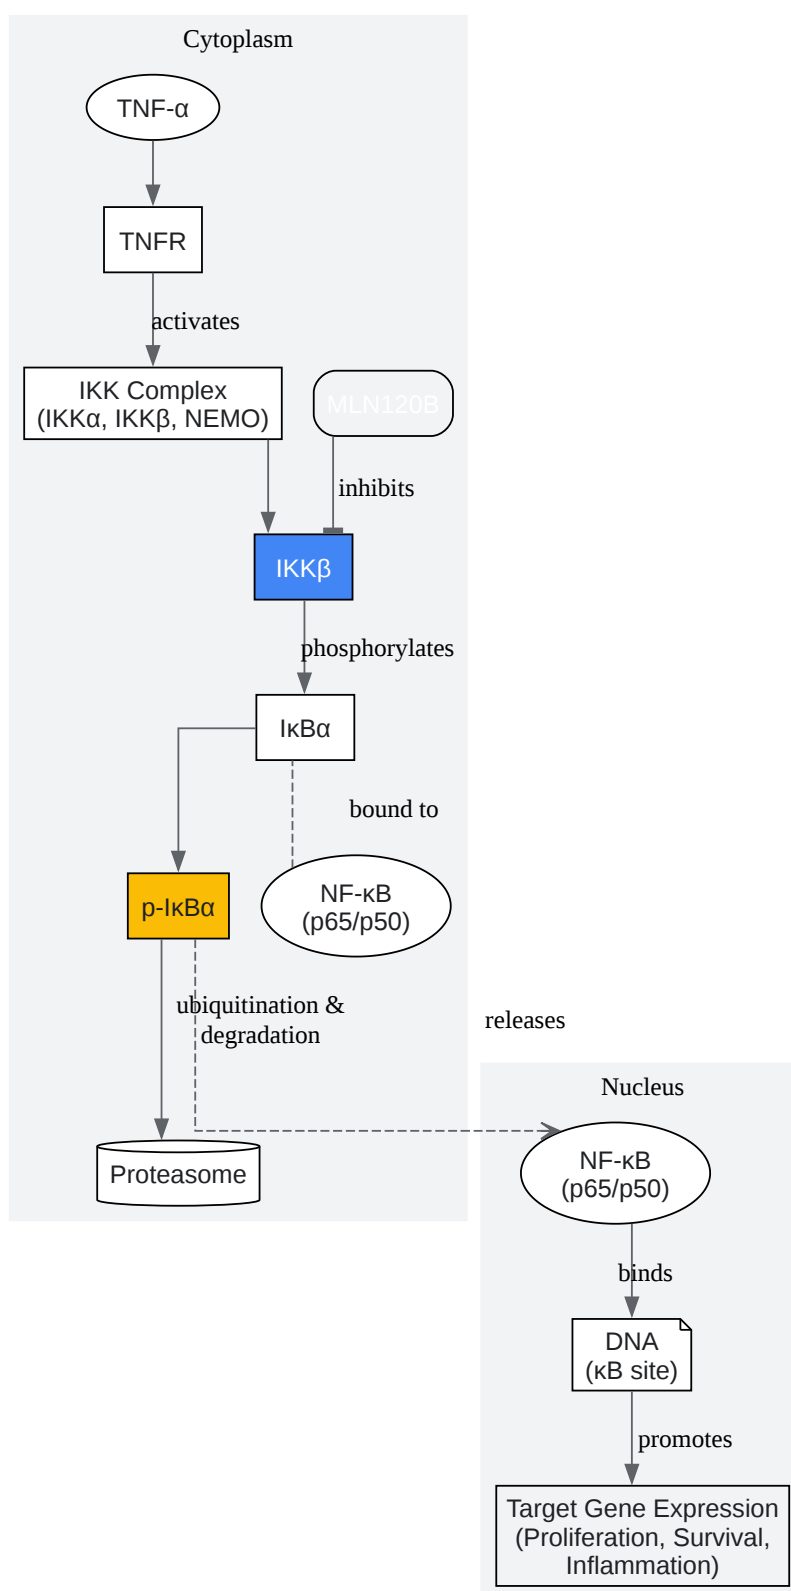 Cytoplasm
TNF-α
TNFR
activates
IKK Complex
(IKKα, IKKβ, NEMO)
MLN120B
inhibits
IKKβ
phosphorylates
IκBα
bound to
NF-κB
(p65/p50)
p-IκBα
ubiquitination &
degradation
releases
Proteasome
Nucleus
NF-κB
(p65/p50)
binds
DNA
(κB site)
promotes
Target Gene Expression
(Proliferation, Survival,
Inflammation)